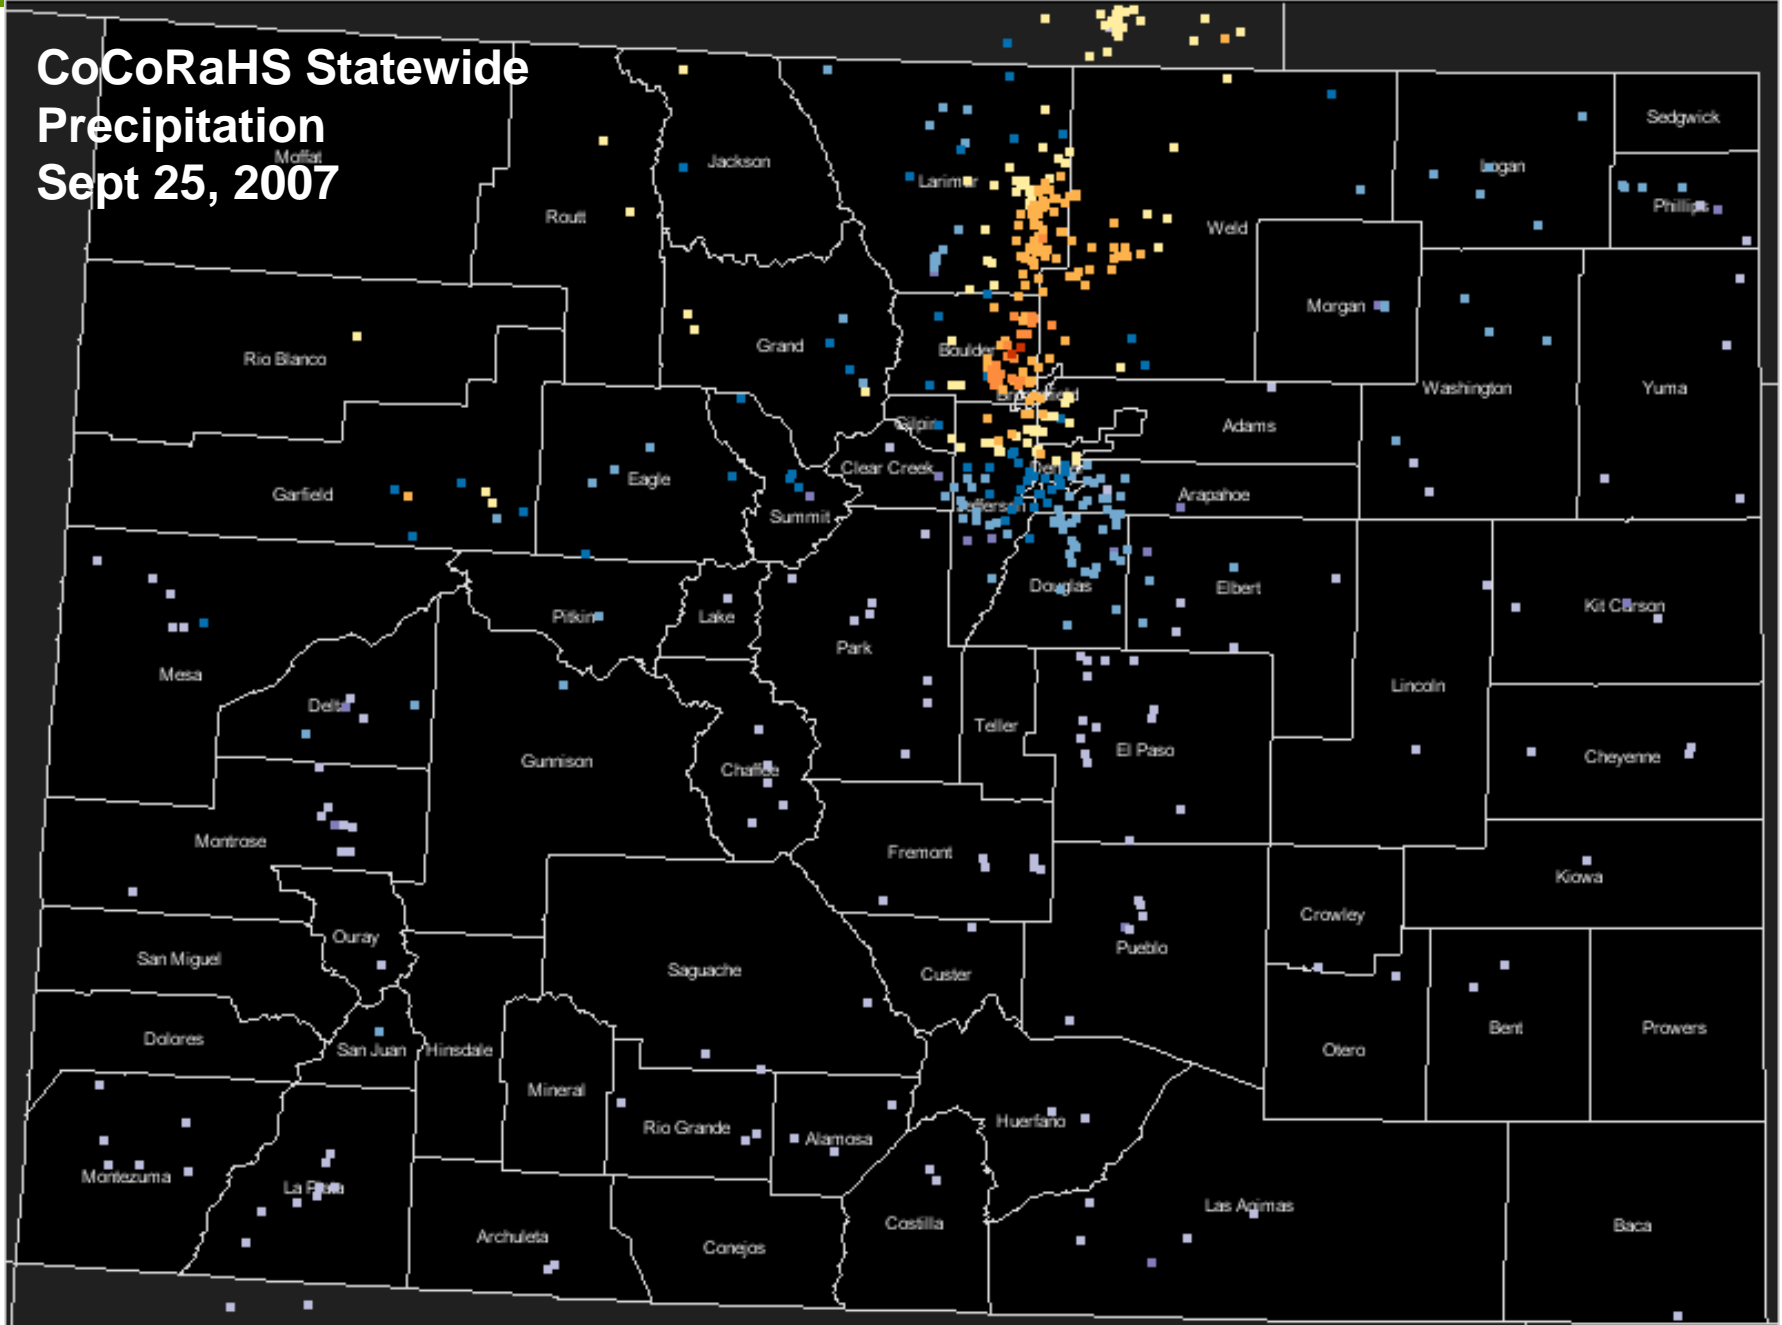 CoCoRaHS Statewide
Precipitation
Sept 25, 2007
Moffat
Routt
Jackson
Larimer
Weld
Logan
Sedgwick
Phillips
Morgan
Rio Blanco
Grand
Boulder
Broomfield
Washington
Yuma
Gilpin
Adams
Clear Creek
Denver
Garfield
Eagle
Summit
Jefferson
Arapahoe
Pitkin
Lake
Park
Douglas
Elbert
Kit Carson
Mesa
Delta
Gunnison
Chaffee
Teller
El Paso
Lincoln
Cheyenne
Montrose
Fremont
Kiowa
Ouray
San Miguel
Saguache
Custer
Pueblo
Crowley
Dolores
San Juan
Hinsdale
Mineral
Otero
Bent
Prowers
Montezuma
La Plata
Rio Grande
Alamosa
Huerfano
Archuleta
Conejos
Costilla
Las Animas
Baca